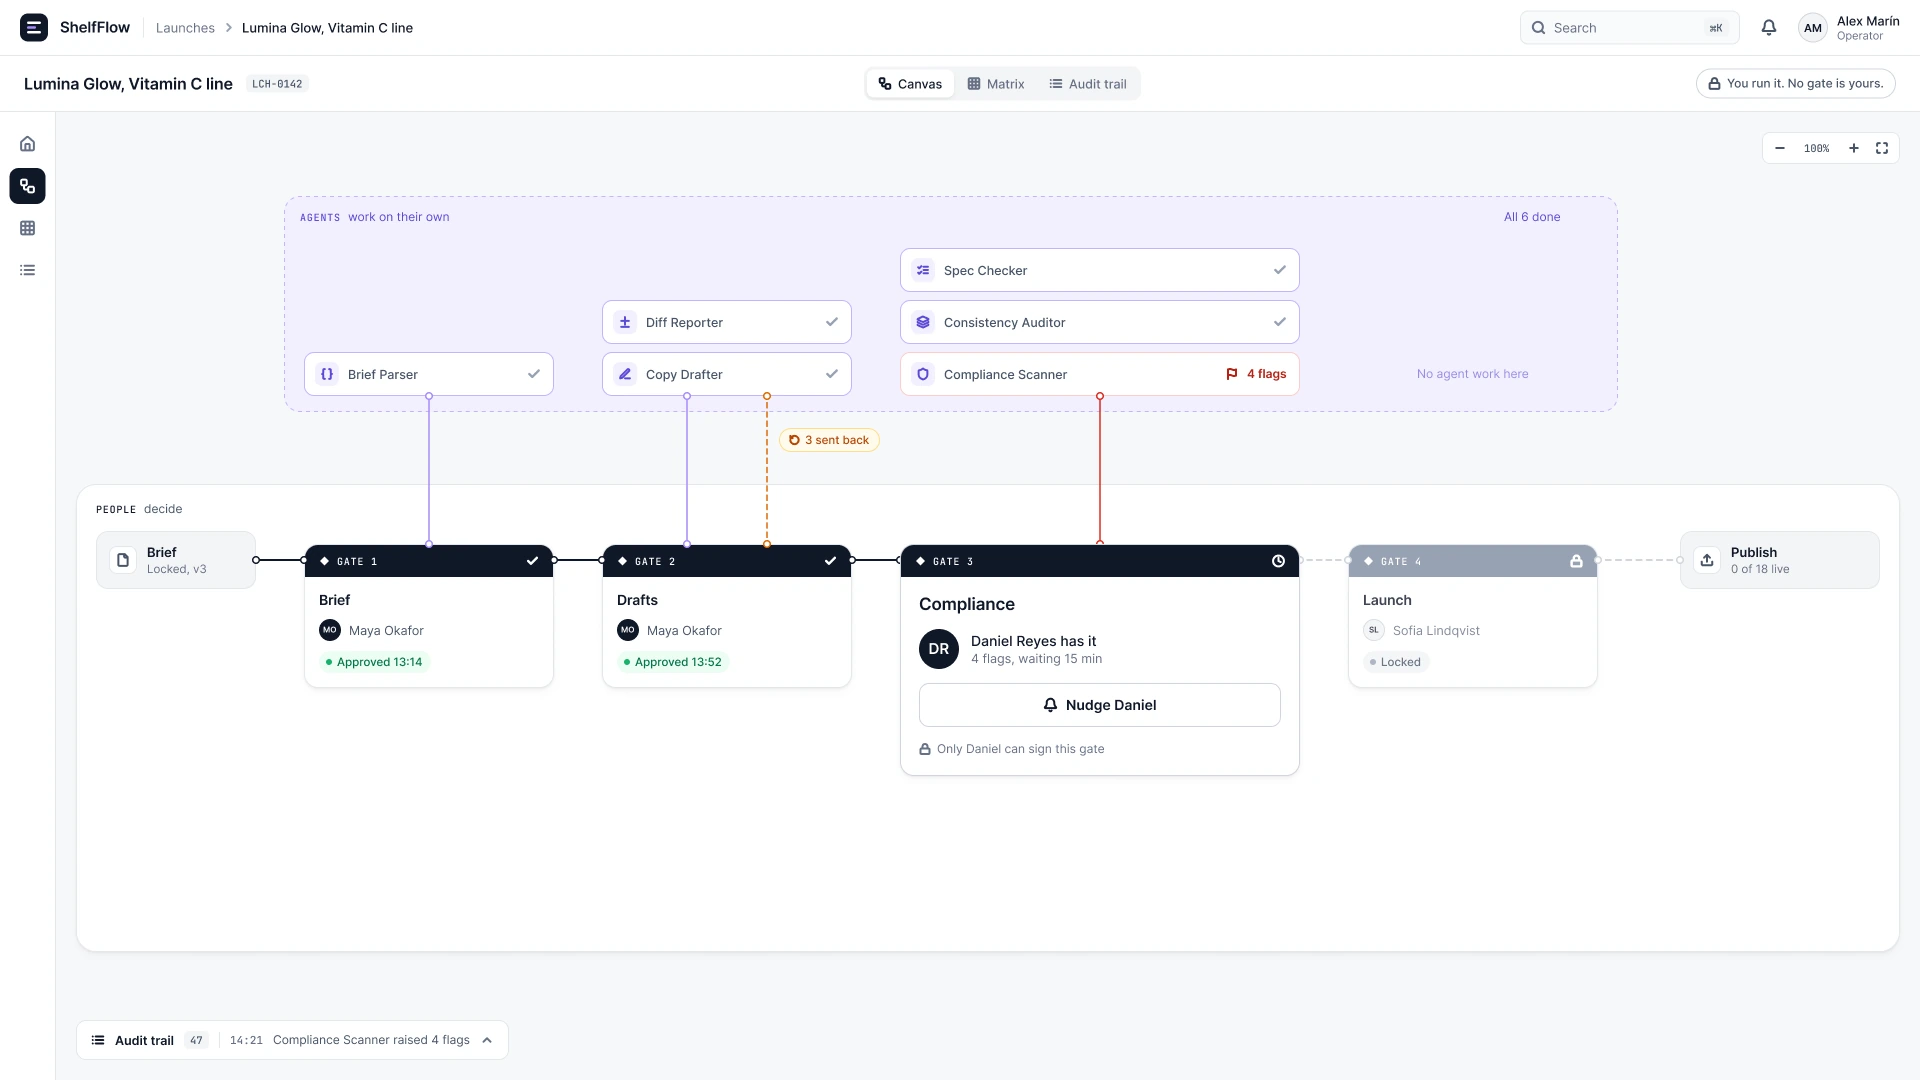 ShelfFlow
Launches
Lumina Glow, Vitamin C line
Search
⌘K
AM
Alex Marín
Operator
Lumina Glow, Vitamin C line
LCH-0142
Canvas
Matrix
Audit trail
You run it. No gate is yours.
100%
AGENTS work on their own
All 6 done
Spec Checker
Diff Reporter
Consistency Auditor
Brief Parser
Copy Drafter
Compliance Scanner
4 flags
No agent work here
3 sent back
PEOPLE decide
Brief
Locked, v3
GATE 1
Brief
MO
Maya Okafor
Approved 13:14
GATE 2
Drafts
MO
Maya Okafor
Approved 13:52
GATE 3
Compliance
DR
Daniel Reyes has it
4 flags, waiting 15 min
Nudge Daniel
Only Daniel can sign this gate
GATE 4
Launch
SL
Sofia Lindqvist
Locked
Publish
0 of 18 live
Audit trail
47
14:21
Compliance Scanner raised 4 flags